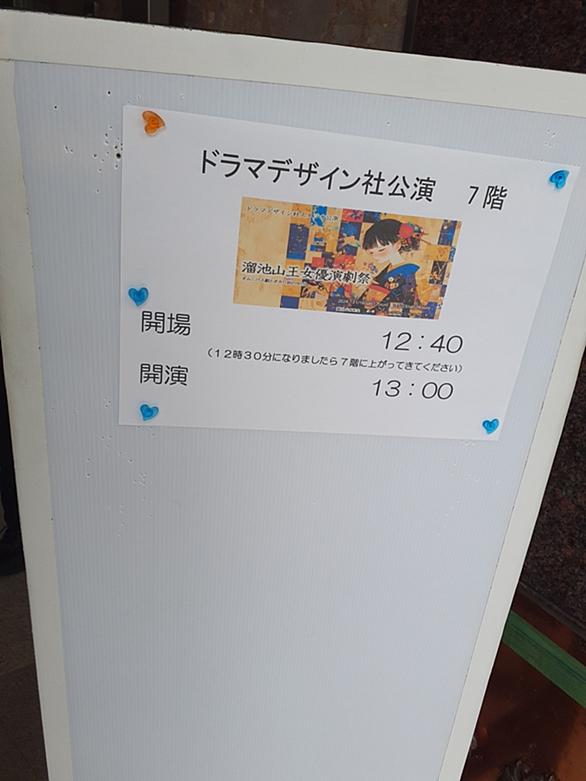 ドラマデザイン社公演 7階
溜池山王女優演劇祭
開場 12:40
(12時30分になりましたら7階に上がってきてください)
開演 13:00